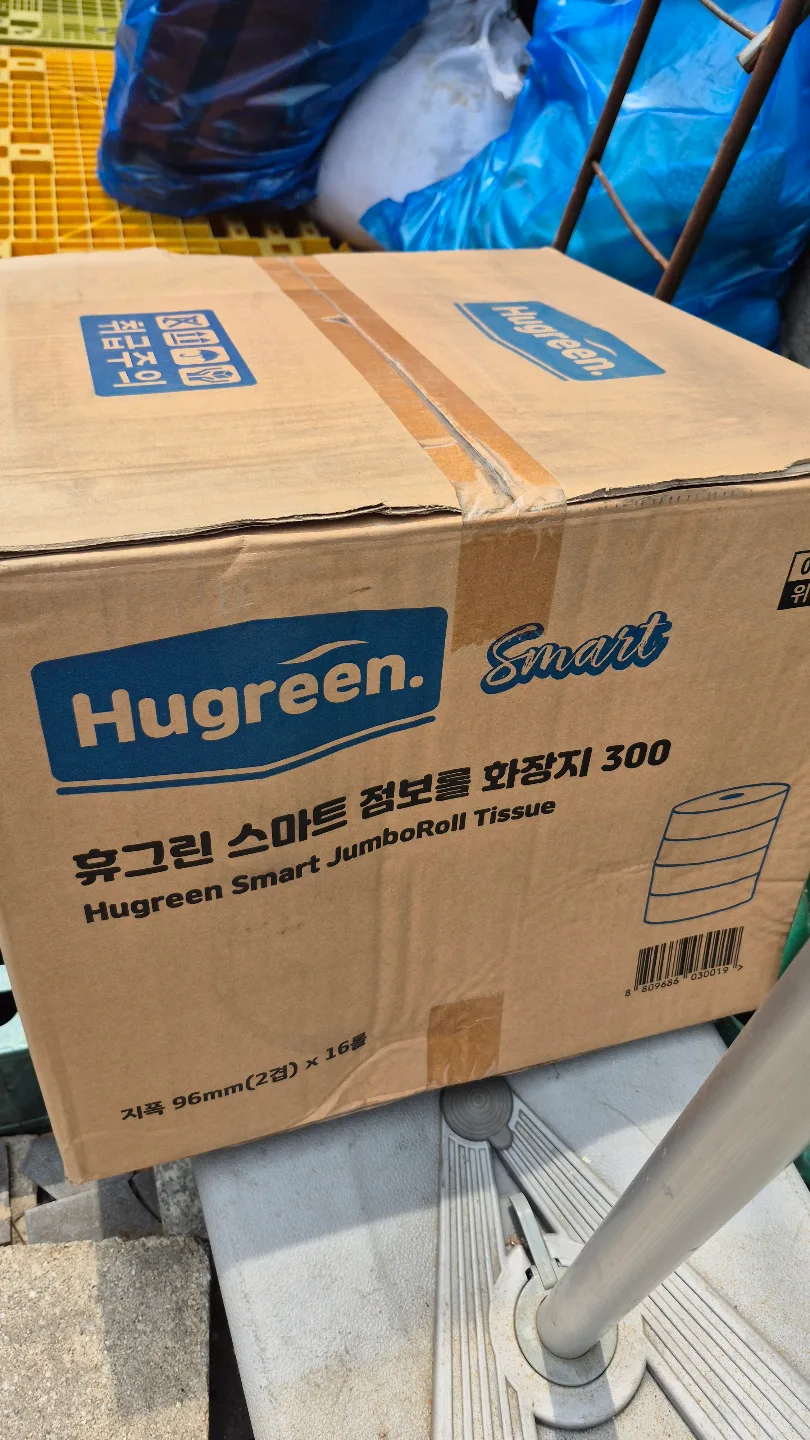 취급주의
Hugreen.
Hugreen.
Smart
휴그린 스마트 점보롤 화장지 300
Hugreen Smart JumboRoll Tissue
8 809686 030019 >
지폭 96mm(2겹) x 16롤